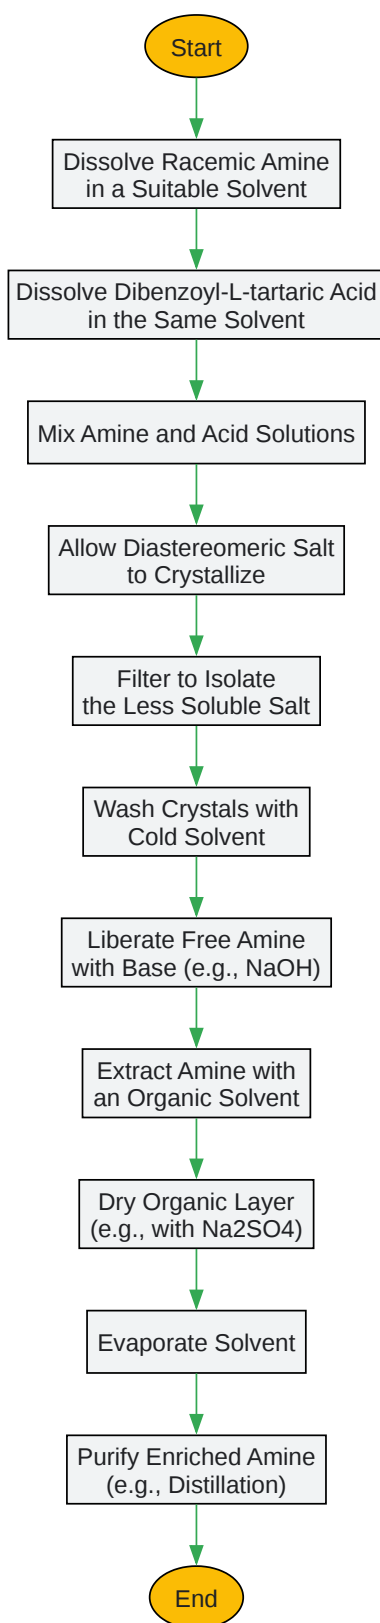 Start
Dissolve Racemic Amine
in a Suitable Solvent
Dissolve Dibenzoyl-L-tartaric Acid
in the Same Solvent
Mix Amine and Acid Solutions
Allow Diastereomeric Salt
to Crystallize
Filter to Isolate
the Less Soluble Salt
Wash Crystals with
Cold Solvent
Liberate Free Amine
with Base (e.g., NaOH)
Extract Amine with
an Organic Solvent
Dry Organic Layer
(e.g., with Na2SO4)
Evaporate Solvent
Purify Enriched Amine
(e.g., Distillation)
End